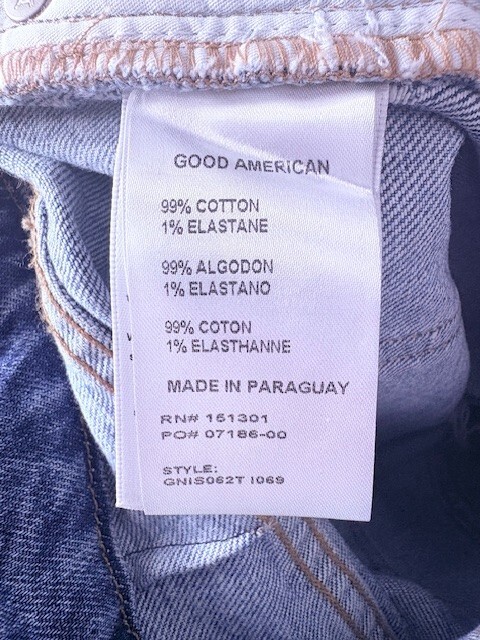 GOOD AMERICAN
99% COTTON
1% ELASTANE
99% ALGODON
1% ELASTANO
99% COTON
1% ELASTHANNE
MADE IN PARAGUAY
RN# 151301
PO# 07186-00
STYLE:
GNIS062T I069